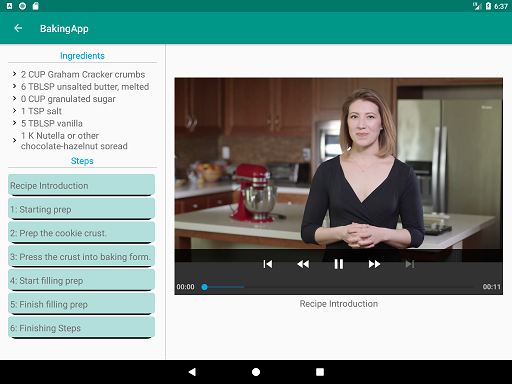 6:37
BakingApp
Ingredients
2 CUP Graham Cracker crumbs
6 TBLSP unsalted butter, melted
0 CUP granulated sugar
1 TSP salt
5 TBLSP vanilla
1 K Nutella or other
chocolate-hazelnut spread
Steps
Recipe Introduction
1: Starting prep
2: Prep the cookie crust.
3: Press the crust into baking form.
4: Start filling prep
5: Finish filling prep
6: Finishing Steps
00:00
00:11
Recipe Introduction